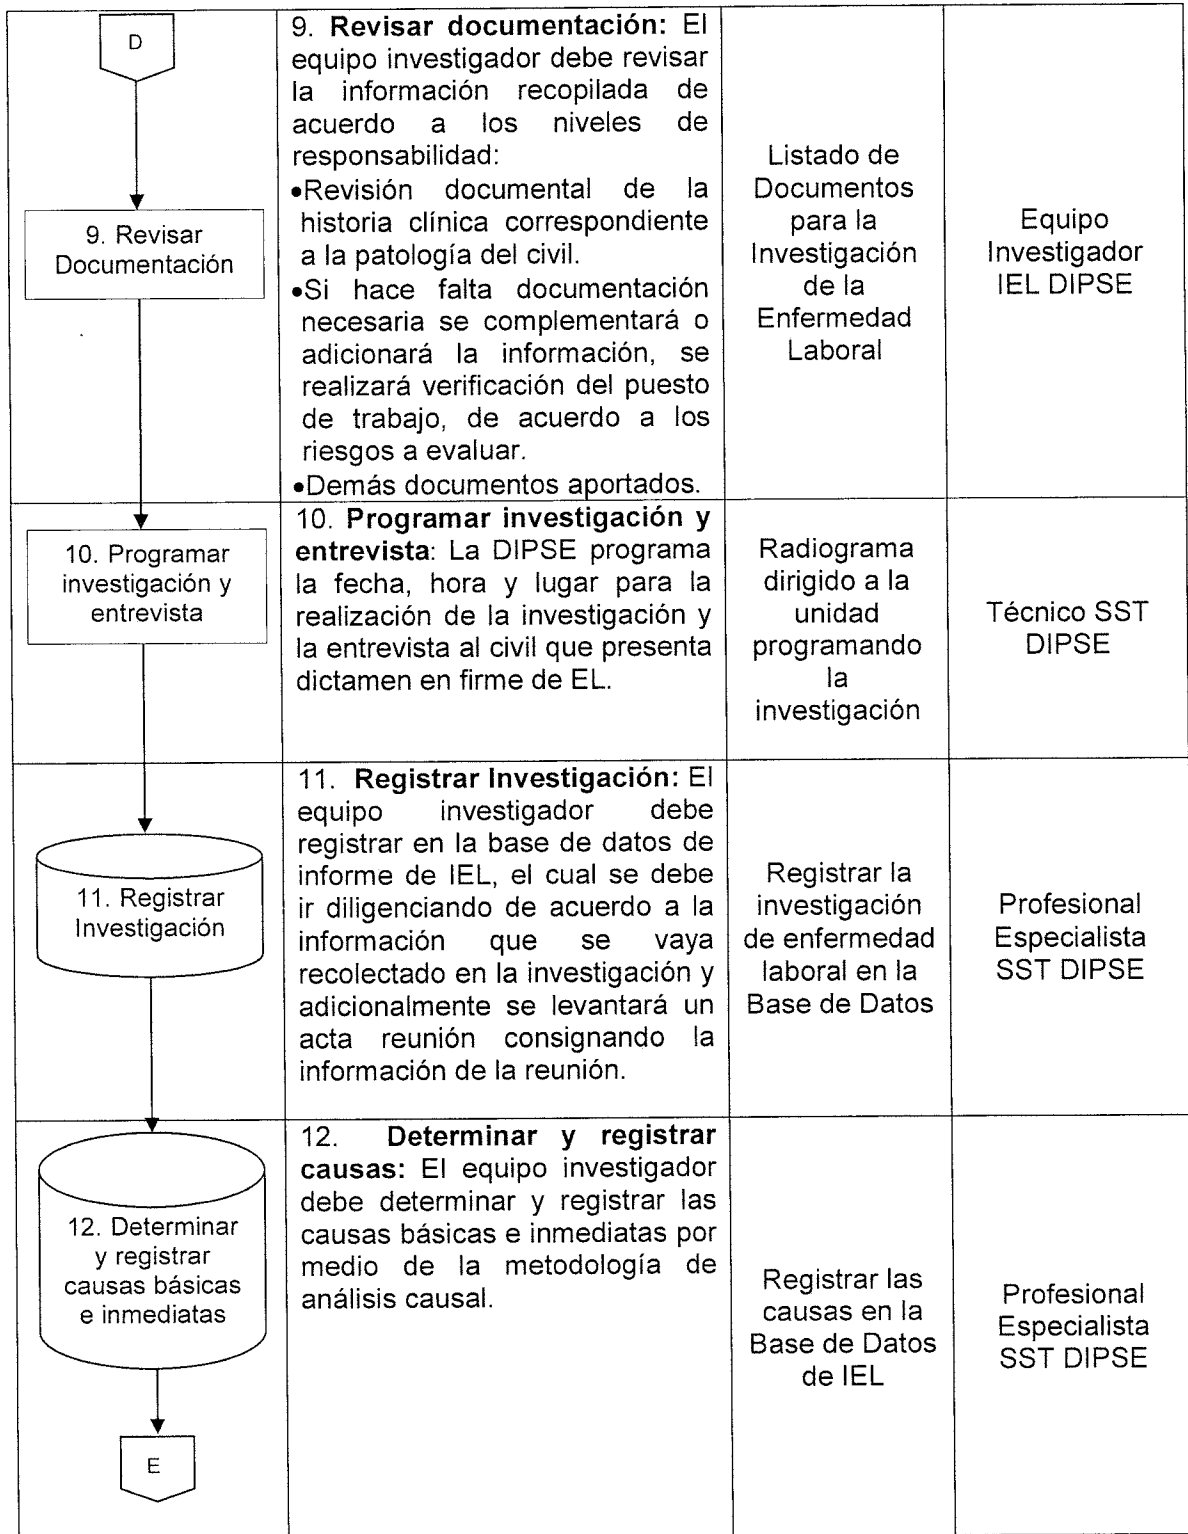 D
9. Revisar
Documentación
9. Revisar documentación: El
equipo investigador debe revisar
la información recopilada de
acuerdo a los niveles de
responsabilidad:
•Revisión documental de la
historia clínica correspondiente
a la patología del civil.
•Si hace falta documentación
necesaria se complementará o
adicionará la información, se
realizará verificación del puesto
de trabajo, de acuerdo a los
riesgos a evaluar.
•Demás documentos aportados.
Listado de
Documentos
para la
Investigación
de la
Enfermedad
Laboral
Equipo
Investigador
IEL DIPSE
10. Programar
investigación y
entrevista
10. Programar investigación y
entrevista: La DIPSE programa
la fecha, hora y lugar para la
realización de la investigación y
la entrevista al civil que presenta
dictamen en firme de EL.
Radiograma
dirigido a la
unidad
programando
la
investigación
Técnico SST
DIPSE
11. Registrar
Investigación
11. Registrar Investigación: El
equipo investigador debe
registrar en la base de datos de
informe de IEL, el cual se debe
ir diligenciando de acuerdo a la
información que se vaya
recolectado en la investigación y
adicionalmente se levantará un
acta reunión consignando la
información de la reunión.
Registrar la
investigación
de enfermedad
laboral en la
Base de Datos
Profesional
Especialista
SST DIPSE
12. Determinar
y registrar
causas básicas
e inmediatas
12. Determinar y registrar
causas: El equipo investigador
debe determinar y registrar las
causas básicas e inmediatas por
medio de la metodología de
análisis causal.
Registrar las
causas en la
Base de Datos
de IEL
Profesional
Especialista
SST DIPSE
E